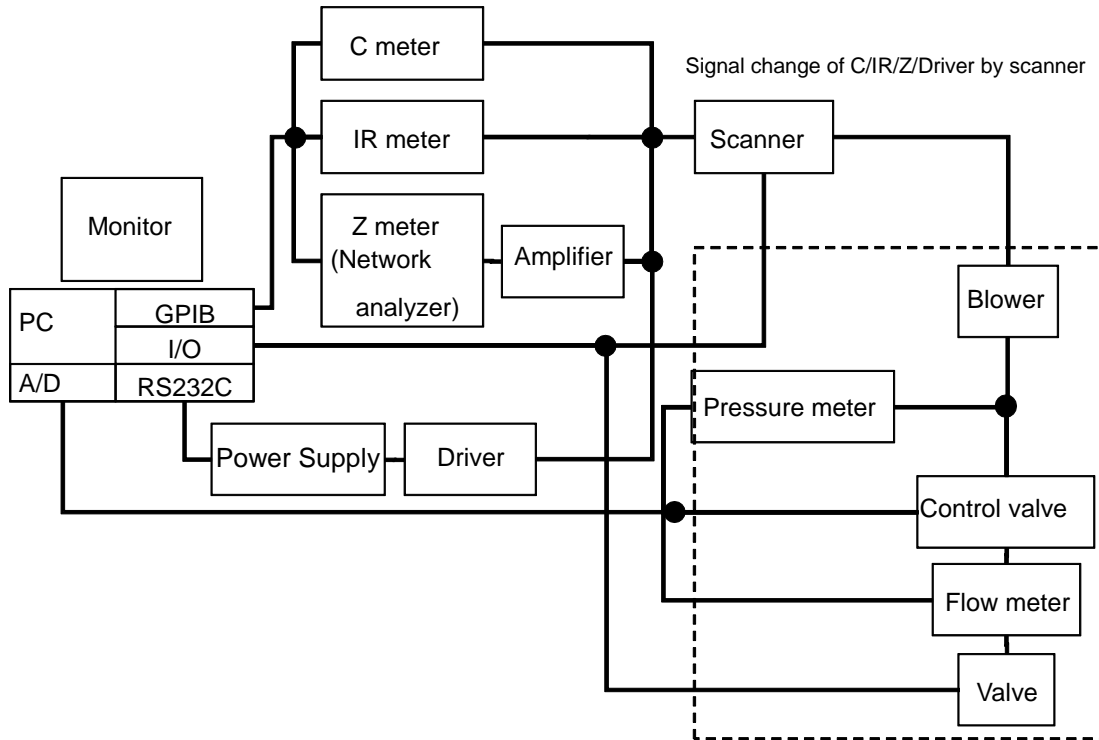 C meter
Signal change of C/IR/Z/Driver by scanner
IR meter
Scanner
Monitor
Z meter
(Network
analyzer)
Amplifier
Blower
PC
GPIB
I/O
A/D
RS232C
Pressure meter
Power Supply
Driver
Control valve
Flow meter
Valve